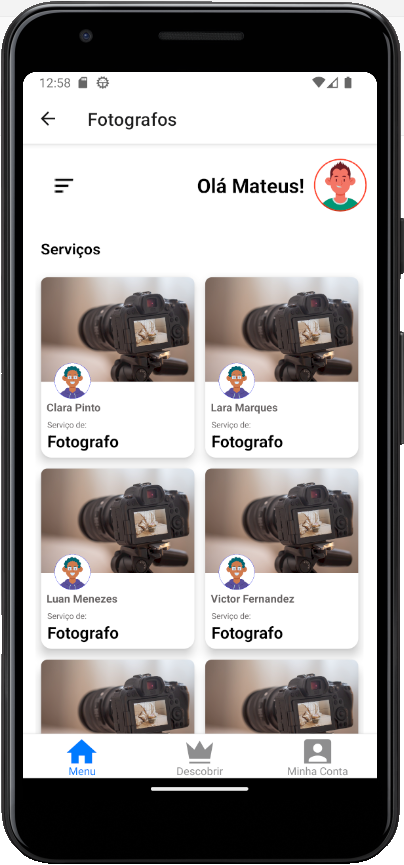 12:58
Fotografos
Olá Mateus!
Serviços
Clara Pinto
Serviço de:
Fotografo
Lara Marques
Serviço de:
Fotografo
Luan Menezes
Serviço de:
Fotografo
Victor Fernandez
Serviço de:
Fotografo
Menu
Descobrir
Minha Conta